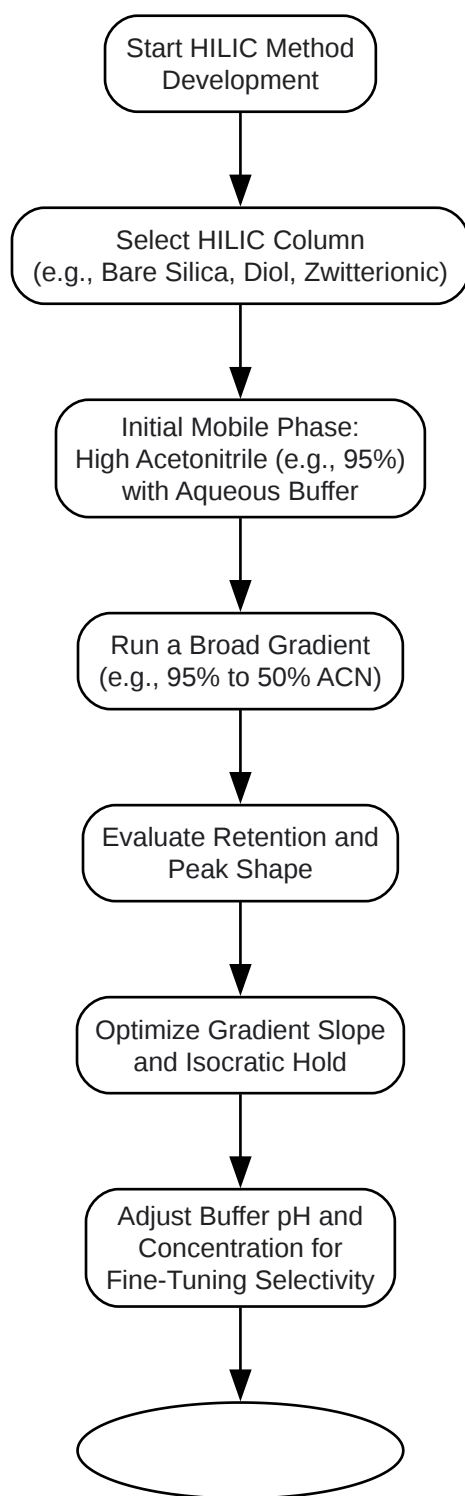 Start HILIC Method
Development
Select HILIC Column
(e.g., Bare Silica, Diol, Zwitterionic)
Initial Mobile Phase:
High Acetonitrile (e.g., 95%)
with Aqueous Buffer
Run a Broad Gradient
(e.g., 95% to 50% ACN)
Evaluate Retention and
Peak Shape
Optimize Gradient Slope
and Isocratic Hold
Adjust Buffer pH and
Concentration for
Fine-Tuning Selectivity